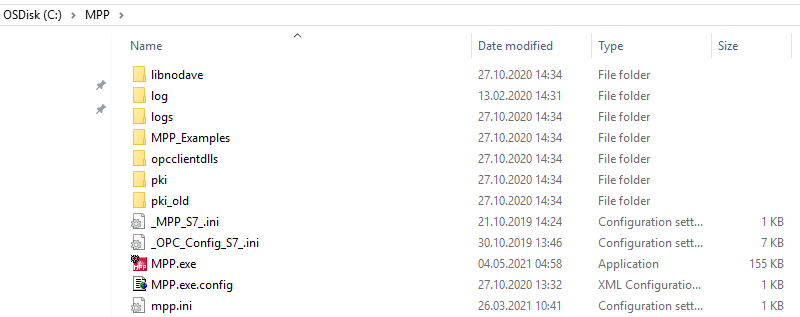 OSDisk (C:) > MPP >
Name Date modified Type Size
libnodave 27.10.2020 14:34 File folder
log 13.02.2020 14:31 File folder
logs 27.10.2020 14:34 File folder
MPP_Examples 27.10.2020 14:34 File folder
opcclientdlls 27.10.2020 14:34 File folder
pki 27.10.2020 14:34 File folder
pki_old 27.10.2020 14:34 File folder
_MPP_S7_.ini 21.10.2019 14:24 Configuration sett... 1 KB
_OPC_Config_S7_.ini 30.10.2019 13:46 Configuration sett... 7 KB
MPP.exe 04.05.2021 04:58 Application 155 KB
MPP.exe.config 27.10.2020 13:32 XML Configuratio... 1 KB
mpp.ini 26.03.2021 10:41 Configuration sett... 1 KB